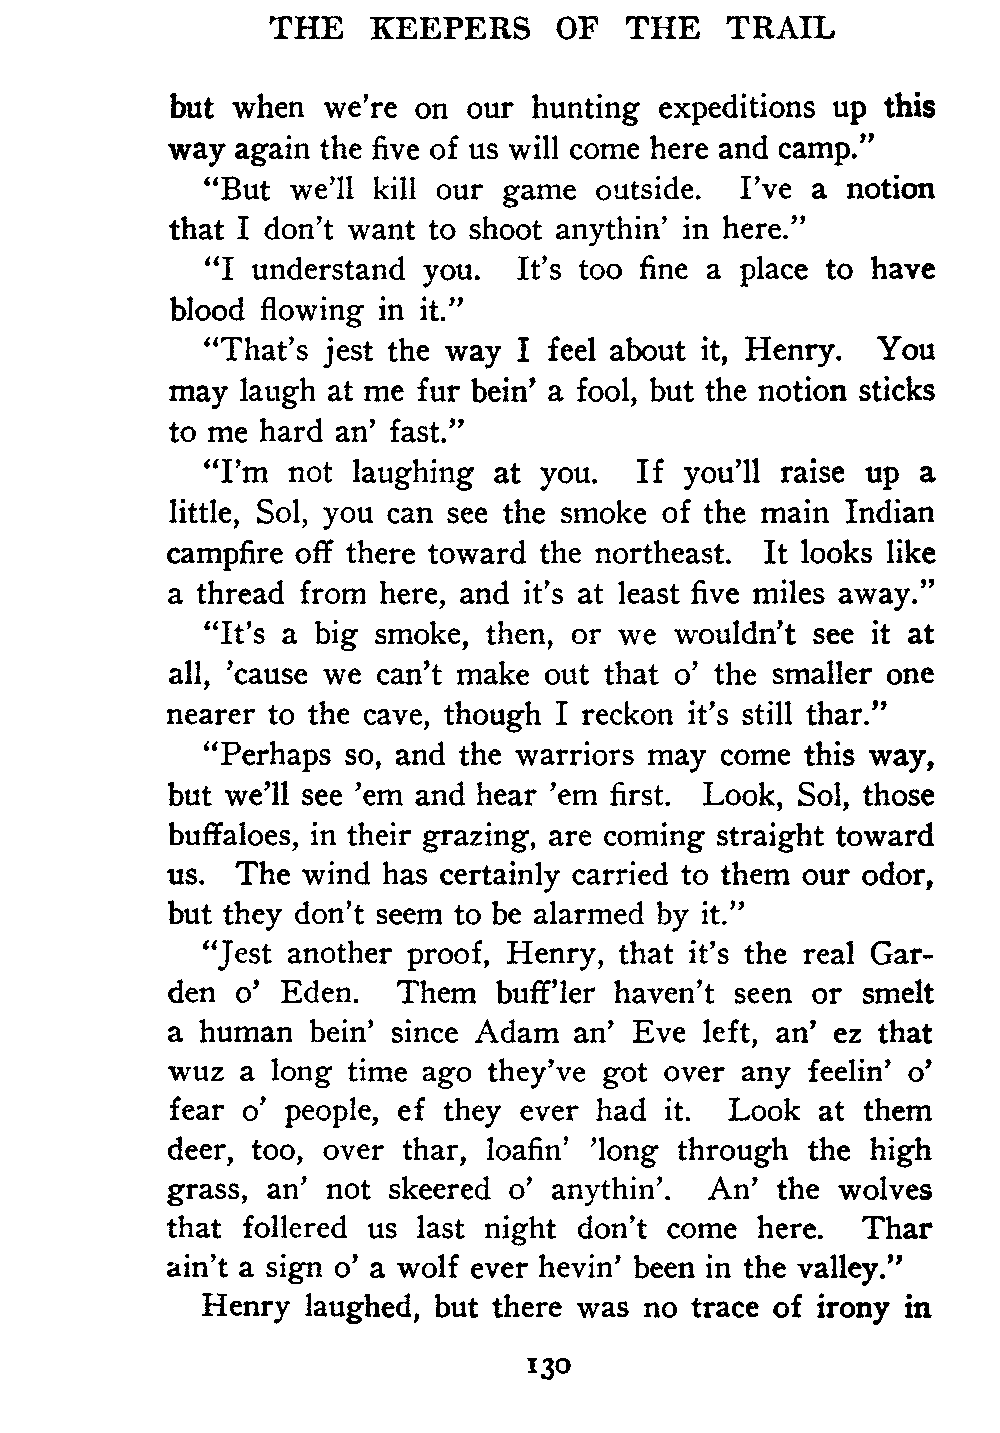 THE KEEPERS OF THE TRAIL
but when we're on our hunting expeditions up this
way again the five of us will come here and camp."
"But we'll kill our game outside. I've a notion
that I don't want to shoot anythin' in here."
"I understand you. It's too fine a place to have
blood flowing in it."
"That's jest the way I feel about it, Henry. You
may laugh at me fur bein' a fool, but the notion sticks
to me hard an' fast."
"I'm not laughing at you. If you'll raise up a
little, Sol, you can see the smoke of the main Indian
campfire off there toward the northeast. It looks like
a thread from here, and it's at least five miles away."
"It's a big smoke, then, or we wouldn't see it at
all, 'cause we can't make out that o' the smaller one
nearer to the cave, though I reckon it's still thar."
"Perhaps so, and the warriors may come this way,
but we'll see 'em and hear 'em first. Look, Sol, those
buffaloes, in their grazing, are coming straight toward
us. The wind has certainly carried to them our odor,
but they don't seem to be alarmed by it."
"Jest another proof, Henry, that it's the real Gar-
den o' Eden. Them buff'ler haven't seen or smelt
a human bein' since Adam an' Eve left, an' ez that
wuz a long time ago they've got over any feelin' o'
fear o' people, ef they ever had it. Look at them
deer, too, over thar, loafin' 'long through the high
grass, an' not skeered o' anythin'. An' the wolves
that follered us last night don't come here. Thar
ain't a sign o' a wolf ever hevin' been in the valley."
Henry laughed, but there was no trace of irony in
130